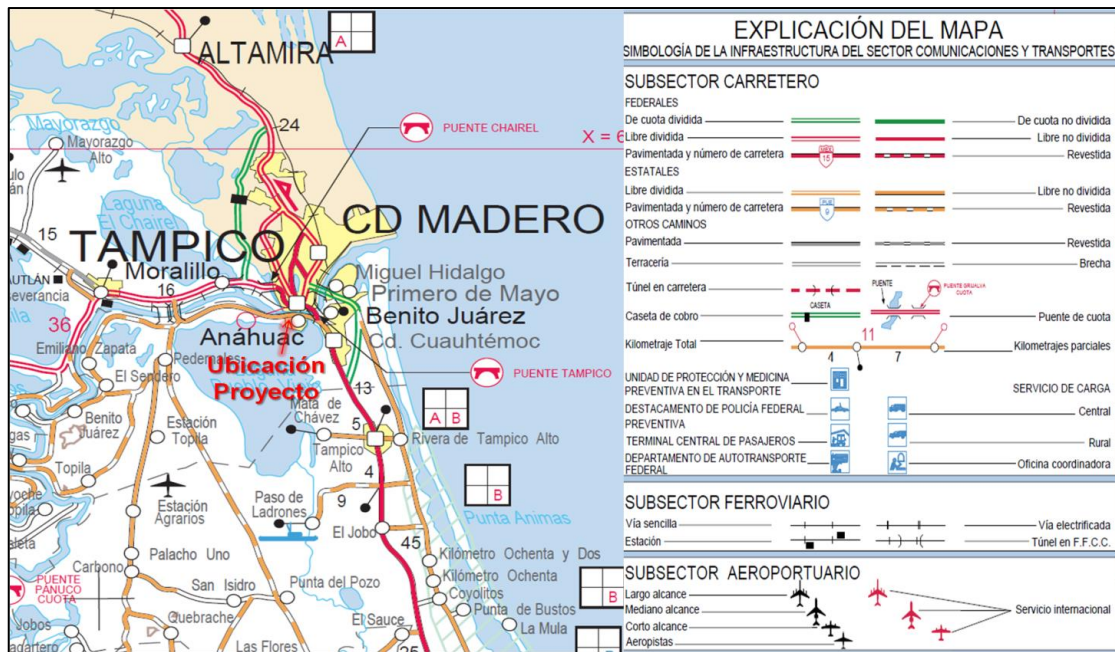 ALTAMIRA
A
Mayorazgo
Mayorazgo
Alto
24
PUENTE CHAIREL
X = 6
Laguna
El Chairel
CD MADERO
TAMPICO
15
Moralillo
Miguel Hidalgo
Primero de Mayo
Benito Juárez
Cd. Cuauhtémoc
AUTLÁN
severancia
16
36
Anáhuac
Ubicación
Proyecto
PUENTE TAMPICO
Emiliano Zapata
Pedernales
El Sendero
13
A B
Mata de
Chávez
5
Rivera de Tampico Alto
Benito
Juárez
Estación
Topila
Tampico
Alto
Topila
4
B
Paso de
Ladrones
9
Punta Animas
Estación
Agrarios
El Jobo
45
Palacho Uno
Kilómetro Ochenta y Dos
Carbono
Kilómetro Ochenta
PUENTE
PANUCO
CUOTA
San Isidro
Punta del Pozo
Coyolitos
B
Punta de Bustos
Jobos
Quebrache
El Sauce
La Mula
Las Flores
25
EXPLICACIÓN DEL MAPA
SIMBOLOGÍA DE LA INFRAESTRUCTURA DEL SECTOR COMUNICACIONES Y TRANSPORTES
SUBSECTOR CARRETERO
FEDERALES
De cuota dividida De cuota no dividida
Libre dividida Libre no dividida
Pavimentada y número de carretera 15 Revestida
ESTATALES
Libre dividida Libre no dividida
Pavimentada y número de carretera 9 Revestida
OTROS CAMINOS
Pavimentada Revestida
Terracería Brecha
Túnel en carretera PUENTE PUENTE GRIJALVA CUOTA
CASETA
Caseta de cobro Puente de cuota
11
Kilometraje Total Kilometrajes parciales
4 7
UNIDAD DE PROTECCIÓN Y MEDICINA
PREVENTIVA EN EL TRANSPORTE SERVICIO DE CARGA
DESTACAMENTO DE POLICÍA FEDERAL Central
PREVENTIVA
TERMINAL CENTRAL DE PASAJEROS Rural
DEPARTAMENTO DE AUTOTRANSPORTE
FEDERAL Oficina coordinadora
SUBSECTOR FERROVIARIO
Vía sencilla Vía electrificada
Estación Túnel en F.F.C.C.
SUBSECTOR AEROPORTUARIO
Largo alcance
Mediano alcance Servicio internacional
Corto alcance
Aeropistas